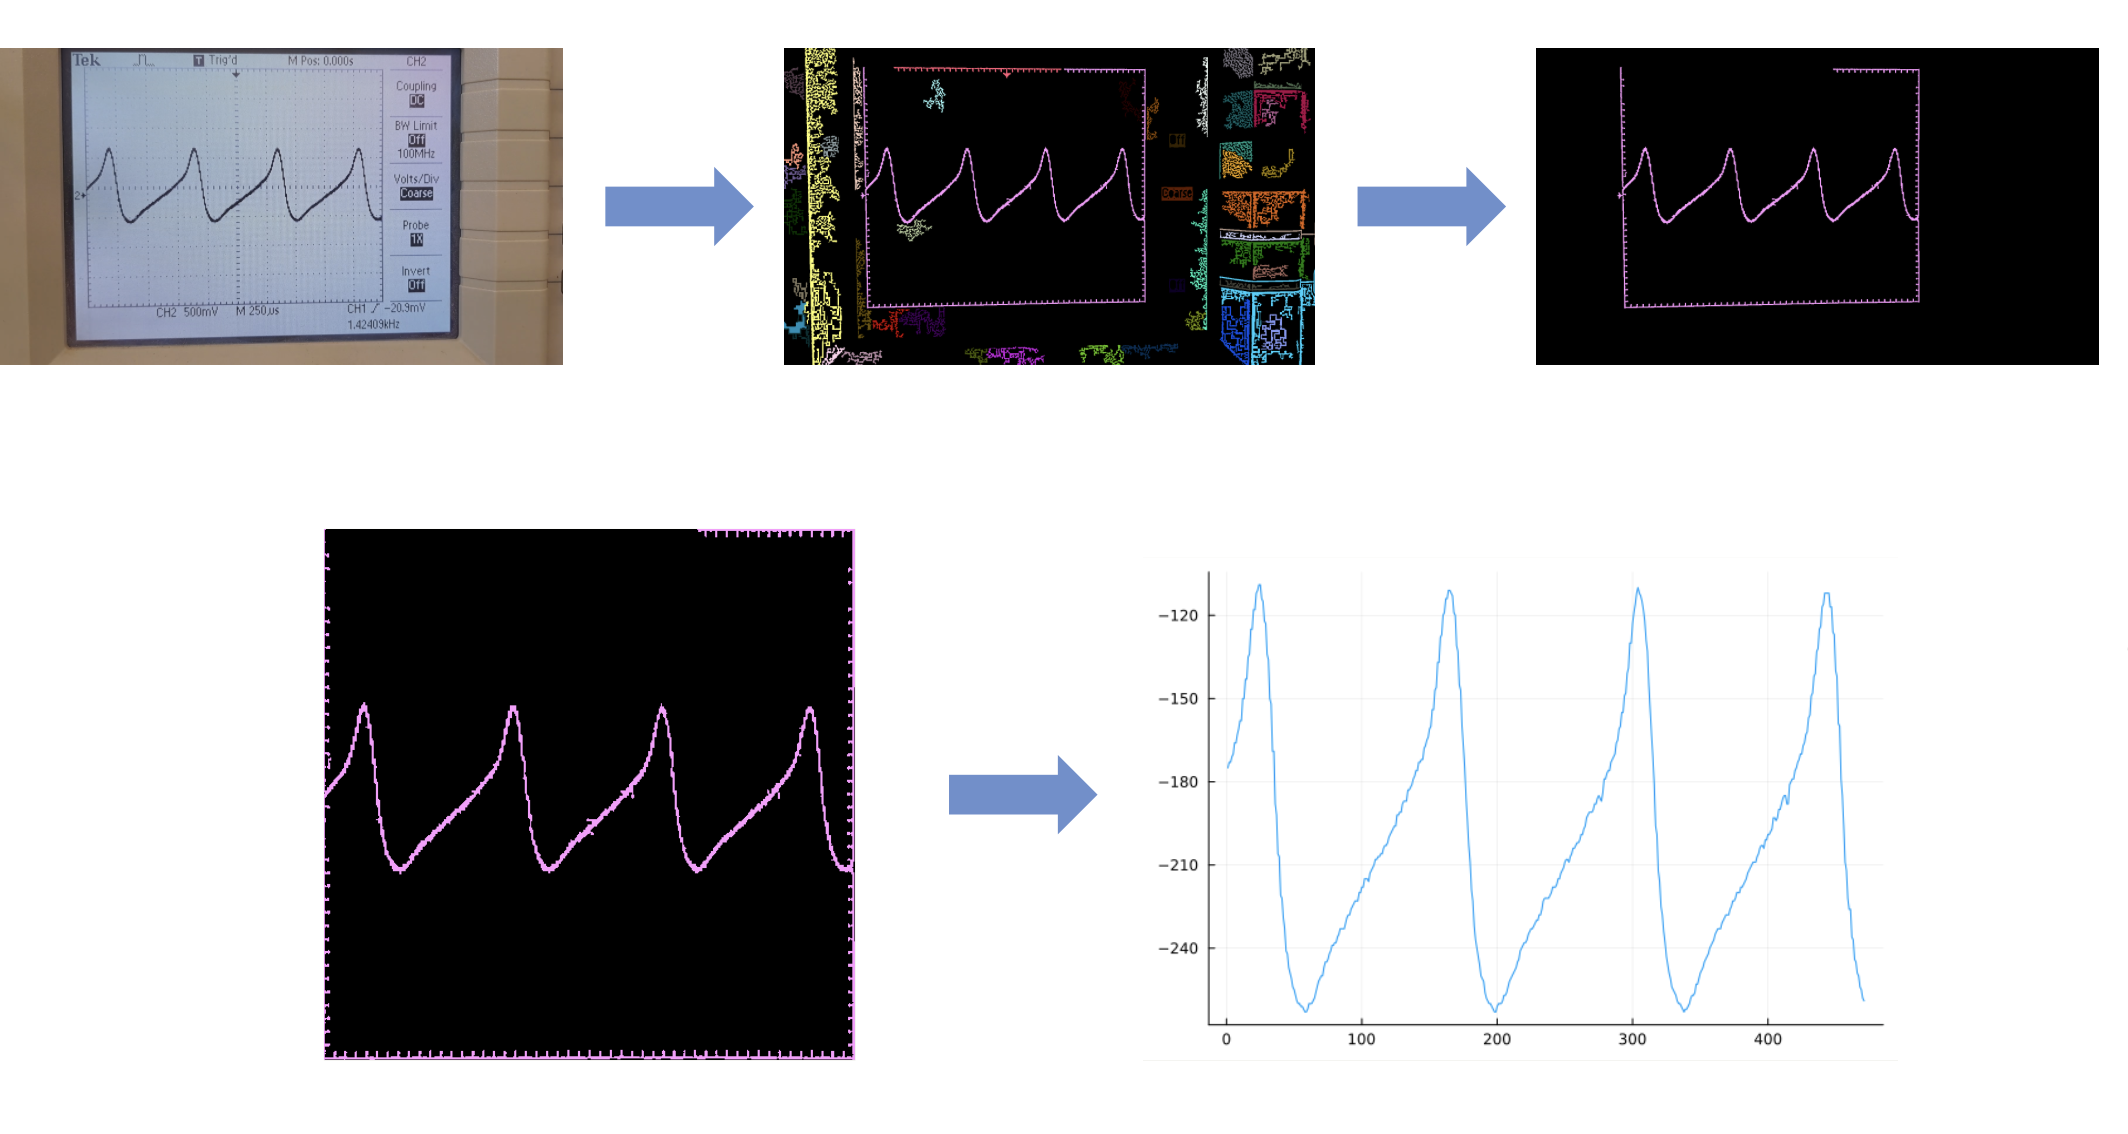 Tek T Trig'd M Pos: 0.000s CH2
Coupling
DC
BW Limit
Off
100MHz
Volts/Div
Coarse
2
Probe
1X
Invert
Off
CH2 500mV M 250µs CH1 -20.9mV
1.42409kHz
Off
Coarse
−120
−150
−180
−210
−240
0 100 200 300 400